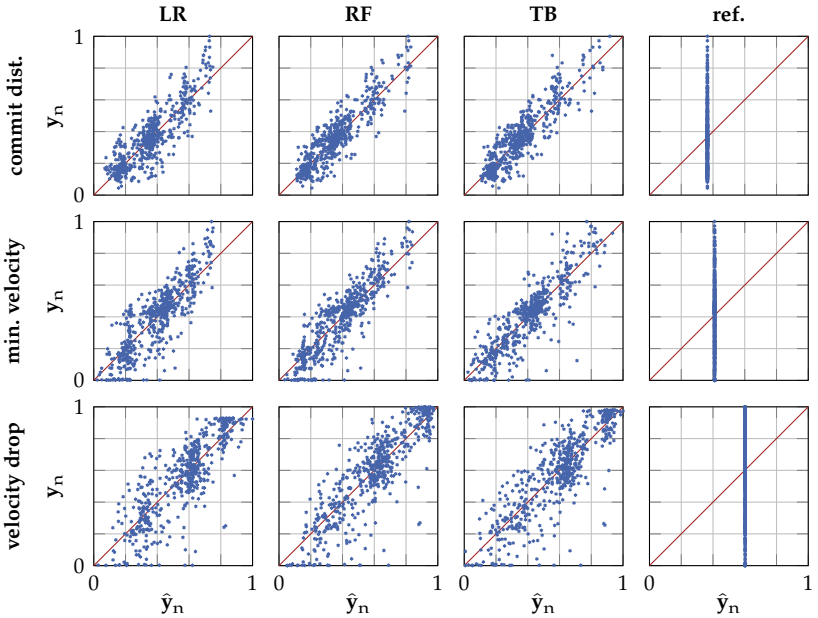 LR RF TB ref.
commit dist.
yₙ
1
0
min. velocity
yₙ
1
0
velocity drop
yₙ
1
0
0 1 0 1 0 1 0 1
ŷₙ ŷₙ ŷₙ ŷₙ